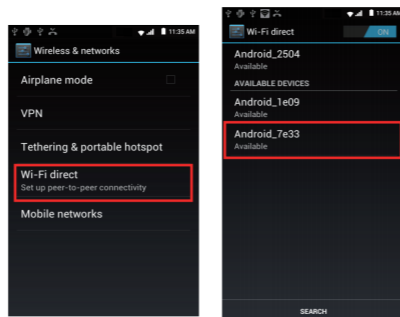 11:35 AM
Wireless & networks
Airplane mode
VPN
Tethering & portable hotspot
Wi-Fi direct
Set up peer-to-peer connectivity
Mobile networks
11:35 AM
Wi-Fi direct
ON
Android_2504
Available
AVAILABLE DEVICES
Android_1e09
Available
Android_7e33
Available
SEARCH